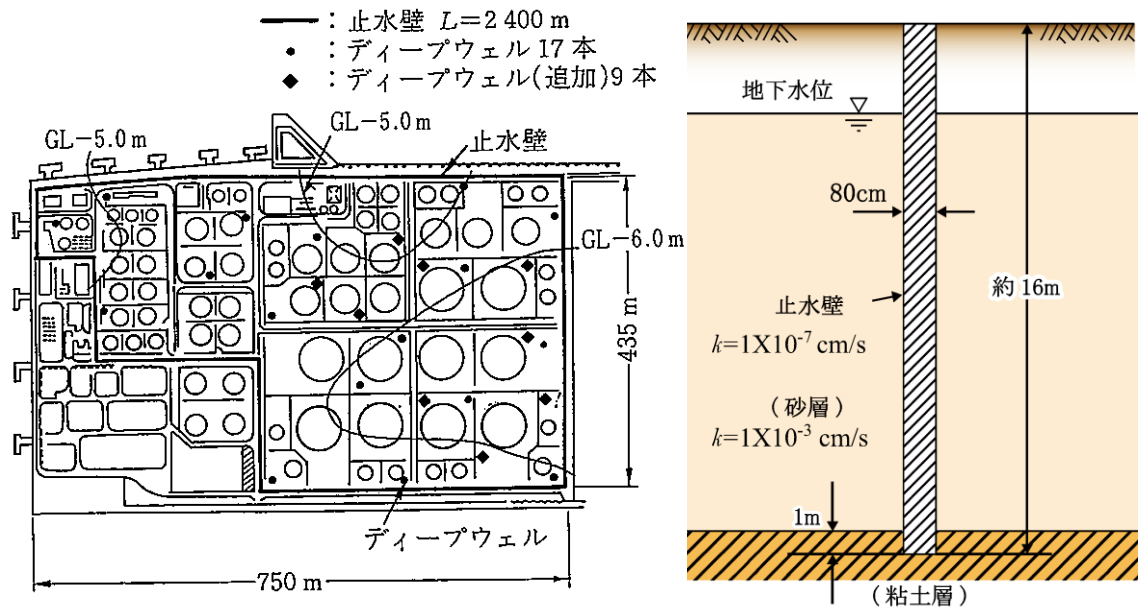 ━━ : 止水壁 L=2 400 m
• : ディープウェル 17 本
◆ : ディープウェル(追加)9 本
GL−5.0 m
GL−5.0 m
止水壁
GL−6.0 m
435 m
ディープウェル
750 m
地下水位
80cm
約 16m
止水壁
k=1X10⁻⁷ cm/s
(砂層)
k=1X10⁻³ cm/s
1m
(粘土層)